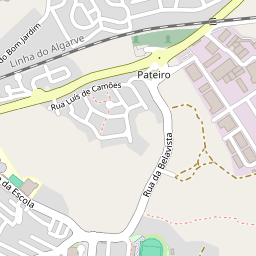 do Bom Jardim
Linha do Algarve
Pateiro
Rua Luís de Camões
Rua da Belavista
da Escola